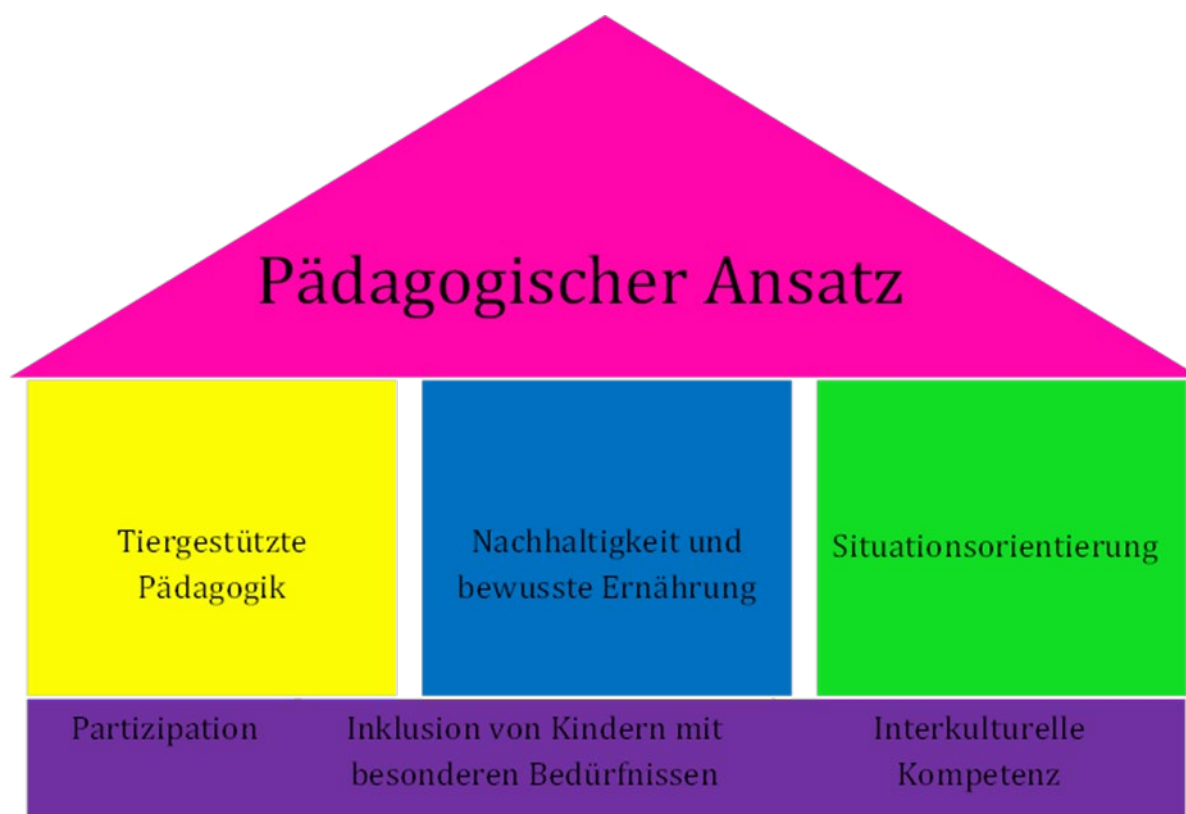 Pädagogischer Ansatz
Tiergestützte
Pädagogik
Nachhaltigkeit und
bewusste Ernährung
Situationsorientierung
Partizipation
Inklusion von Kindern mit
besonderen Bedürfnissen
Interkulturelle
Kompetenz